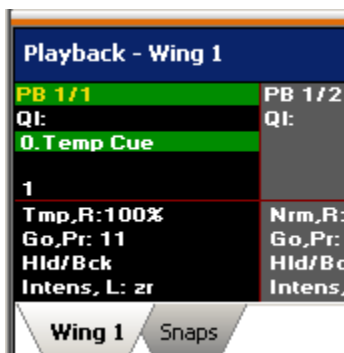 Playback - Wing 1
PB 1/1
QI:
0.Temp Cue
1
Tmp,R:100%
Go,Pr: 11
Hld/Bck
Intens, L: zr
PB 1/2
QI:
Nrm,R:
Go,Pr:
Hld/Bc
Intens,
Wing 1 Snaps